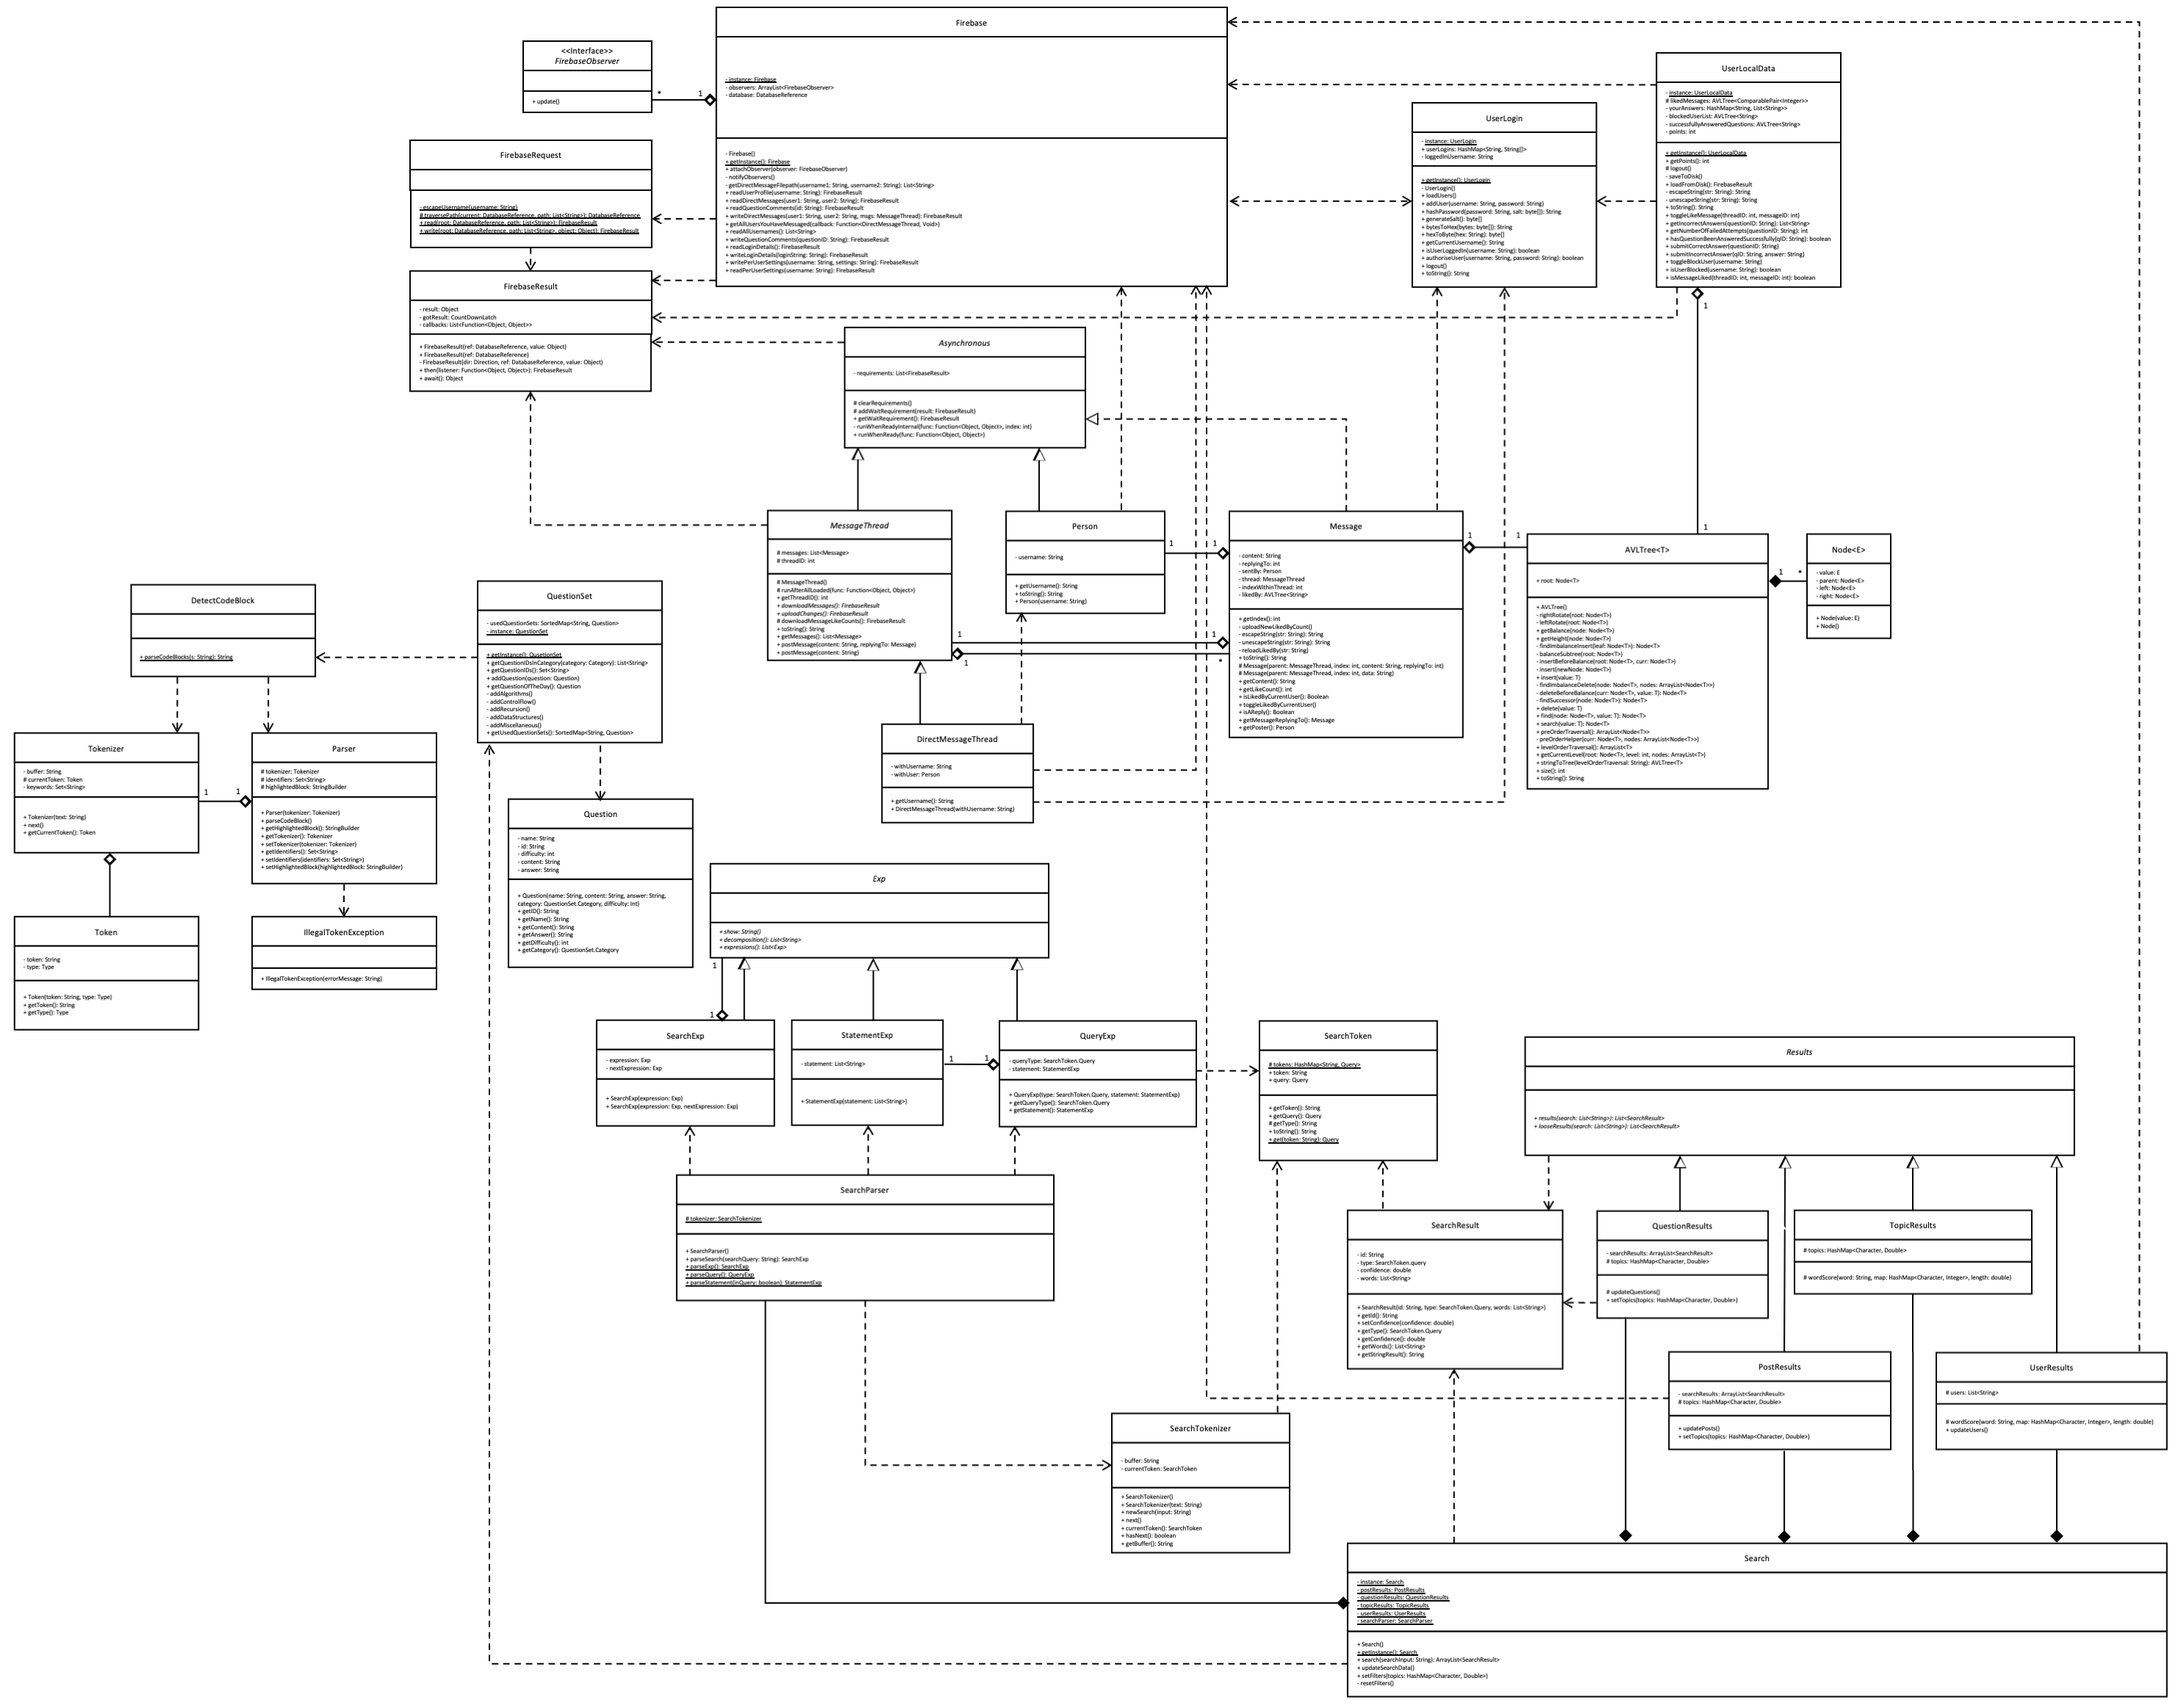 Firebase
- instance: Firebase
- observers: ArrayList<FirebaseObserver>
- database: DatabaseReference
- Firebase()
+ getInstance(): Firebase
+ attachObserver(observer: FirebaseObserver)
- notifyObservers()
- getDirectMessageFilepath(username1: String, username2: String): List<String>
+ readUserProfile(username: String): FirebaseResult
+ readDirectMessages(user1: String, user2: String): FirebaseResult
+ readQuestionComments(id: String): FirebaseResult
+ writeDirectMessages(user1: String, user2: String, msgs: MessageThread): FirebaseResult
+ getAllUsersYouHaveMessaged(callback: Function<DirectMessageThread, Void>)
+ readAllUsernames(): List<String>
+ writeQuestionComments(questionID: String): FirebaseResult
+ readLoginDetails(): FirebaseResult
+ writeLoginDetails(loginString: String): FirebaseResult
+ writePerUserSettings(username: String, settings: String): FirebaseResult
+ readPerUserSettings(username: String): FirebaseResult
<<Interface>>
FirebaseObserver
+ update()
*
1
UserLocalData
- instance: UserLocalData
# likedMessages: AVLTree<ComparablePair<Integer>>
- yourAnswers: HashMap<String, List<String>>
- blockedUserList: AVLTree<String>
- successfullyAnsweredQuestions: AVLTree<String>
- points: int
+ getInstance(): UserLocalData
+ getPoints(): int
# logout()
- saveToDisk()
+ loadFromDisk(): FirebaseResult
- escapeString(str: String): String
- unescapeString(str: String): String
+ toString(): String
+ toggleLikeMessage(threadID: int, messageID: int)
+ getNumberOfFailedAttempts(questionID: String): int
+ hasQuestionBeenAnsweredSuccessfully(qID: String): boolean
+ getIncorrectAnswers(questionID: String): List<String>
+ submitCorrectAnswer(questionID: String)
+ submitIncorrectAnswer(qID: String, answer: String)
+ toggleBlockUser(username: String)
+ isUserBlocked(username: String): boolean
+ isMessageLiked(threadID: int, messageID: int): boolean
1
UserLogin
- instance: UserLogin
+ userLogins: HashMap<String, String[]>
- loggedInUsername: String
+ getInstance(): UserLogin
- UserLogin()
+ loadUsers()
+ addUser(username: String, password: String)
+ hashPassword(password: String, salt: byte[]): String
+ generateSalt(): byte[]
+ bytesToHex(bytes: byte[]): String
+ hexToByte(hex: String): byte[]
+ getCurrentUsername(): String
+ isUserLoggedIn(username: String): boolean
+ authoriseUser(username: String, password: String): boolean
+ logout()
+ toString(): String
FirebaseRequest
- escapeUsername(username: String)
# traversePath(current: DatabaseReference, path: List<String>): DatabaseReference
+ read(root: DatabaseReference, path: List<String>): FirebaseResult
+ write(root: DatabaseReference, path: List<String>, object: Object): FirebaseResult
FirebaseResult
- result: Object
- gotResult: CountDownLatch
- callbacks: List<Function<Object, Object>>
+ FirebaseResult(ref: DatabaseReference, value: Object)
+ FirebaseResult(ref: DatabaseReference)
- FirebaseResult(dir: Direction, ref: DatabaseReference, value: Object)
+ then(listener: Function<Object, Object>): FirebaseResult
+ await(): Object
Asynchronous
- requirements: List<FirebaseResult>
# clearRequirements()
# addWaitRequirement(result: FirebaseResult)
+ getWaitRequirement(): FirebaseResult
- runWhenReadyInternal(func: Function<Object, Object>, index: int)
+ runWhenReady(func: Function<Object, Object>)
MessageThread
# messages: List<Message>
# threadID: int
# MessageThread()
# runAfterAllLoaded(func: Function<Object, Object>)
+ getThreadID(): int
+ downloadMessages(): FirebaseResult
+ uploadChanges(): FirebaseResult
# downloadMessageLikeCounts(): FirebaseResult
+ toString(): String
+ getMessages(): List<Message>
+ postMessage(content: String, replyingTo: Message)
+ postMessage(content: String)
1
1
1
*
Person
- username: String
+ getUsername(): String
+ toString(): String
+ Person(username: String)
1
1
Message
- content: String
- replyingTo: int
- sentBy: Person
- thread: MessageThread
- indexWithinThread: int
- likedBy: AVLTree<String>
+ getIndex(): int
- uploadNewLikedByCount()
- escapeString(str: String): String
- unescapeString(str: String): String
- reloadLikedBy(str: String)
+ toString(): String
# Message(parent: MessageThread, index: int, content: String, replyingTo: int)
# Message(parent: MessageThread, index: int, data: String)
+ getContent(): String
+ getLikeCount(): int
+ isLikedByCurrentUser(): Boolean
+ toggleLikedByCurrentUser()
+ isAReply(): Boolean
+ getMessageReplyingTo(): Message
+ getPoster(): Person
1
1
1
AVLTree<T>
+ root: Node<T>
+ AVLTree()
- rightRotate(root: Node<T>)
- leftRotate(root: Node<T>)
+ getBalance(node: Node<T>)
+ getHeight(node: Node<T>)
- findImbalanceInsert(leaf: Node<T>): Node<T>
- balanceSubtree(root: Node<T>)
- insertBeforeBalance(root: Node<T>, curr: Node<T>)
- insert(newNode: Node<T>)
+ insert(value: T)
- findImbalanceDelete(node: Node<T>, nodes: ArrayList<Node<T>>)
- deleteBeforeBalance(curr: Node<T>, value: T): Node<T>
- findSuccessor(node: Node<T>): Node<T>
+ delete(value: T)
+ find(node: Node<T>, value: T): Node<T>
+ search(value: T): Node<T>
+ preOrderTraversal(): ArrayList<Node<T>>
- preOrderHelper(curr: Node<T>, nodes: ArrayList<Node<T>>)
+ levelOrderTraversal(): ArrayList<T>
+ getCurrentLevel(root: Node<T>, level: int, nodes: ArrayList<T>)
+ stringToTree(levelOrderTraversal: String): AVLTree<T>
+ size(): int
+ toString(): String
1
*
Node<E>
- value: E
- parent: Node<E>
- left: Node<E>
- right: Node<E>
+ Node(value: E)
+ Node()
DetectCodeBlock
+ parseCodeBlocks(s: String): String
QuestionSet
- usedQuestionSets: SortedMap<String, Question>
- instance: QuestionSet
+ getInstance(): QusetionSet
+ getQuestionIDsInCategory(category: Category): List<String>
+ getQuestionIDs(): Set<String>
+ addQuestion(question: Question)
+ getQuestionOfTheDay(): Question
- addAlgorithms()
- addControlFlow()
- addRecursion()
- addDataStructures()
- addMiscellaneous()
+ getUsedQuestionSets(): SortedMap<String, Question>
DirectMessageThread
- withUsername: String
- withUser: Person
+ getUsername(): String
+ DirectMessageThread(withUsername: String)
Tokenizer
- buffer: String
# currentToken: Token
- keywords: Set<String>
+ Tokenizer(text: String)
+ next()
+ getCurrentToken(): Token
1
1
Parser
# tokenizer: Tokenizer
# identifiers: Set<String>
# highlightedBlock: StringBuilder
+ Parser(tokenizer: Tokenizer)
+ parseCodeBlock()
+ getHighlightedBlock(): StringBuilder
+ getTokenizer(): Tokenizer
+ setTokenizer(tokenizer: Tokenizer)
+ getIdentifiers(): Set<String>
+ setIdentifiers(identifiers: Set<String>)
+ setHighlightedBlock(highlightedBlock: StringBuilder)
Question
- name: String
- id: String
- difficulty: int
- content: String
- answer: String
+ Question(name: String, content: String, answer: String,
category: QuestionSet.Category, difficulty: Int)
+ getID(): String
+ getName(): String
+ getContent(): String
+ getAnswer(): String
+ getDifficulty(): int
+ getCategory(): QuestionSet.Category
Token
- token: String
- type: Type
+ Token(token: String, type: Type)
+ getToken(): String
+ getType(): Type
IllegalTokenException
+ IllegalTokenException(errorMessage: String)
Exp
+ show: String()
+ decomposition(): List<String>
+ expressions(): List<Exp>
1
1
SearchExp
- expression: Exp
- nextExpression: Exp
+ SearchExp(expression: Exp)
+ SearchExp(expression: Exp, nextExpression: Exp)
StatementExp
- statement: List<String>
+ StatementExp(statement: List<String>)
1
1
QueryExp
- queryType: SearchToken.Query
- statement: StatementExp
+ QueryExp(type: SearchToken.Query, statement: StatementExp)
+ getQueryType(): SearchToken.Query
+ getStatement(): StatementExp
SearchToken
# tokens: HashMap<String, Query>
+ token: String
+ query: Query
+ getToken(): String
+ getQuery(): Query
# getType(): String
+ toString(): String
+ get(token: String): Query
Results
+ results(search: List<String>): List<SearchResult>
+ looseResults(search: List<String>): List<SearchResult>
SearchParser
# tokenizer: SearchTokenizer
+ SearchParser()
+ parseSearch(searchQuery: String): SearchExp
+ parseExp(): SearchExp
+ parseQuery(): QueryExp
+ parseStatement(inQuery: boolean): StatementExp
SearchResult
- id: String
- type: SearchToken.query
- confidence: double
- words: List<String>
+ SearchResult(id: String, type: SearchToken.Query, words: List<String>)
+ getId(): String
+ setConfidence(confidence: double)
+ getType(): SearchToken.Query
+ getConfidence(): double
+ getWords(): List<String>
+ getStringResult(): String
QuestionResults
- searchResults: ArrayList<SearchResult>
# topics: HashMap<Character, Double>
# updateQuestions()
+ setTopics(topics: HashMap<Character, Double>)
TopicResults
# topics: HashMap<Character, Double>
# wordScore(word: String, map: HashMap<Character, Integer>, length: double)
PostResults
- searchResults: ArrayList<SearchResult>
# topics: HashMap<Character, Double>
+ updatePosts()
+ setTopics(topics: HashMap<Character, Double>)
UserResults
# users: List<String>
# wordScore(word: String, map: HashMap<Character, Integer>, length: double)
+ updateUsers()
SearchTokenizer
- buffer: String
- currentToken: SearchToken
+ SearchTokenizer()
+ SearchTokenizer(text: String)
+ newSearch(input: String)
+ next()
+ currentToken(): SearchToken
+ hasNext(): boolean
+ getBuffer(): String
Search
- instance: Search
- postResults: PostResults
- questionResults: QuestionResults
- topicResults: TopicResults
- userResults: UserResults
- searchParser: SearchParser
+ Search()
+ getInstance(): Search
+ search(searchInput: String): ArrayList<SearchResult>
+ updateSearchData()
+ setFilters(topics: HashMap<Character, Double>)
- resetFilters()